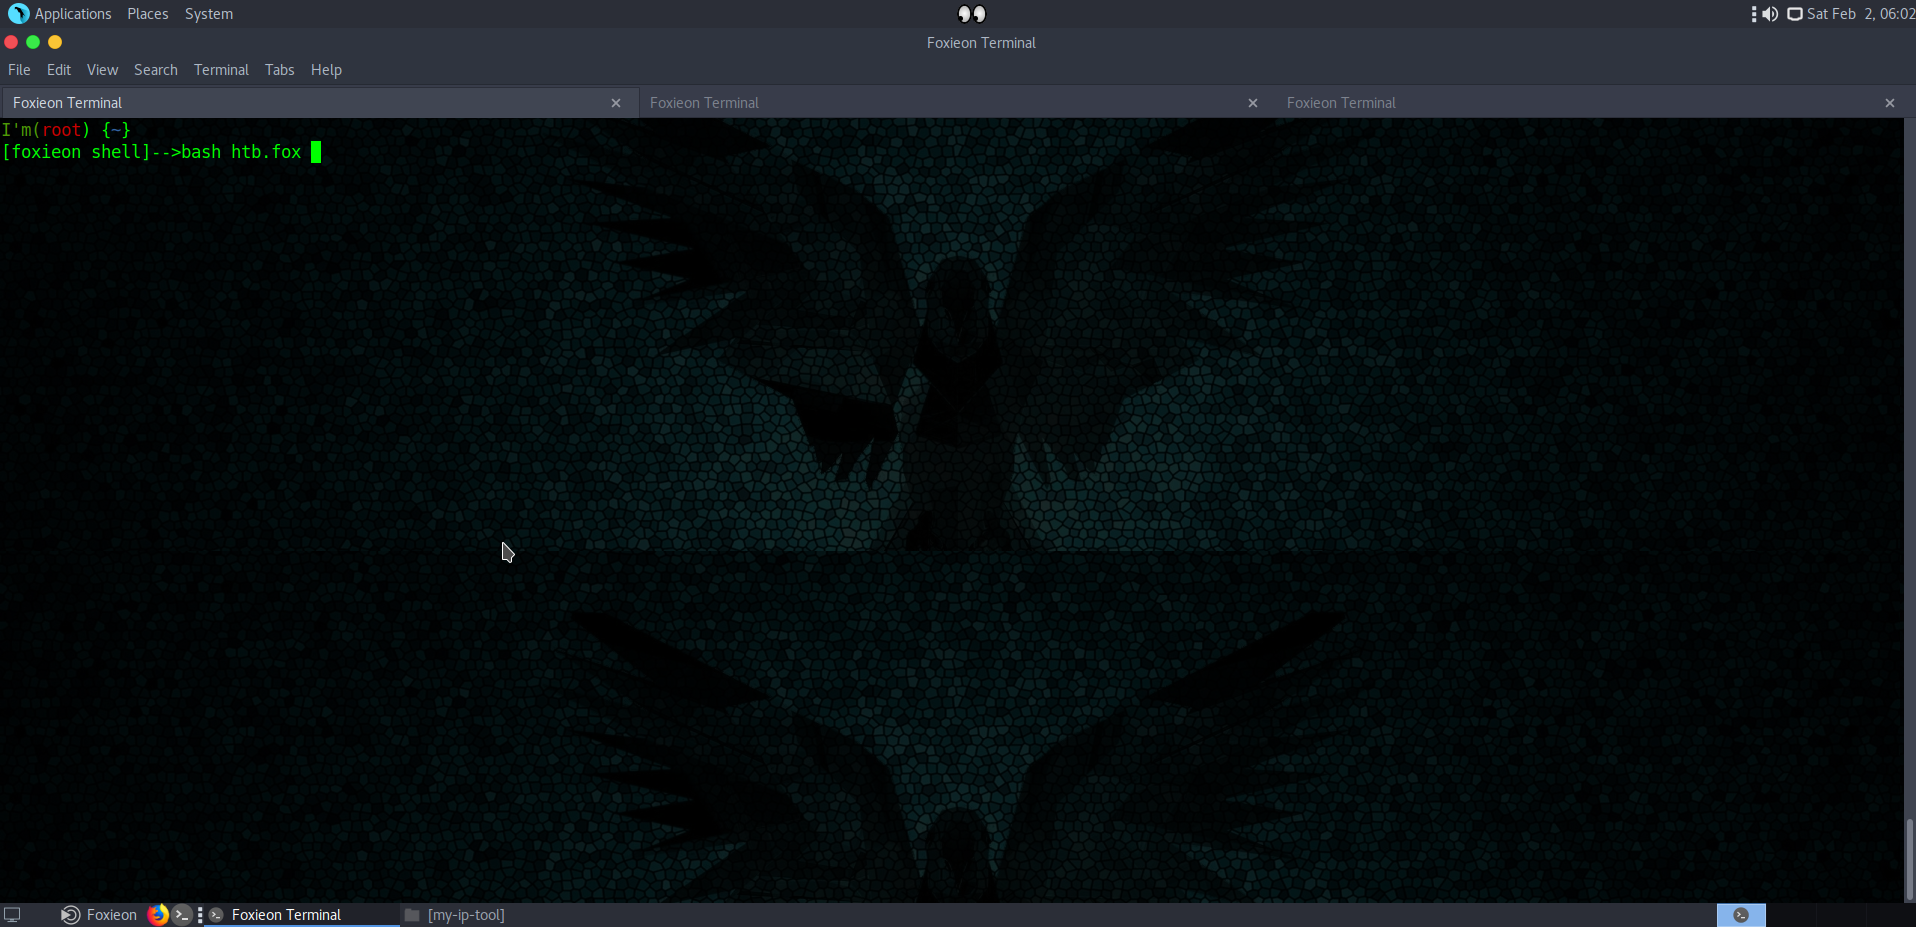 Applications Places System Sat Feb 2, 06:02
Foxieon Terminal
File Edit View Search Terminal Tabs Help
Foxieon Terminal Foxieon Terminal Foxieon Terminal
I'm(root) {~}
[foxieon shell]-->bash htb.fox
Foxieon Foxieon Terminal [my-ip-tool]